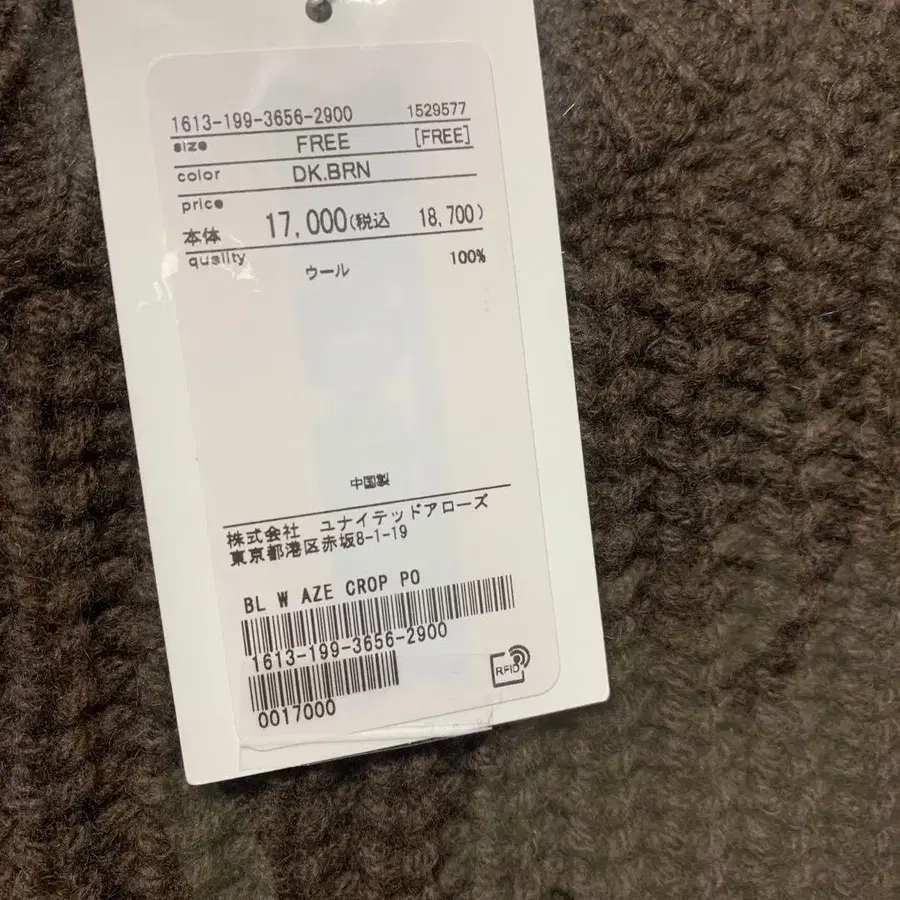 1613-199-3656-2900 1529577
size FREE [FREE]
color DK.BRN
price
本体 17,000(税込 18,700)
quality
ウール 100%
中国製
株式会社 ユナイテッドアローズ
東京都港区赤坂8-1-19
BL W AZE CROP PO
1613-199-3656-2900
0017000
RFID